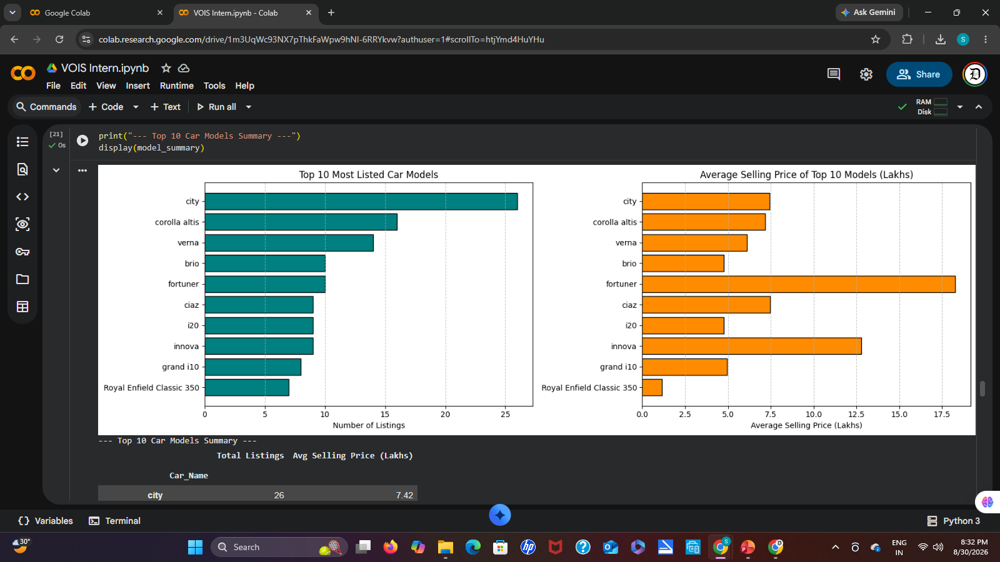 Google Colab
VOIS Intern.ipynb - Colab
Ask Gemini
colab.research.google.com/drive/1m3UqWc93NX7pThkFaWpw9hNI-6RRYkvw?authuser=1#scrollTo=htjYmd4HuYHu
S
VOIS Intern.ipynb
File Edit View Insert Runtime Tools Help
Share
Commands + Code + Text Run all
RAM
Disk
[21]
0s
print("--- Top 10 Car Models Summary ---")
display(model_summary)
Top 10 Most Listed Car Models
city
corolla altis
verna
brio
fortuner
ciaz
i20
innova
grand i10
Royal Enfield Classic 350
0 5 10 15 20 25
Number of Listings
Average Selling Price of Top 10 Models (Lakhs)
city
corolla altis
verna
brio
fortuner
ciaz
i20
innova
grand i10
Royal Enfield Classic 350
0.0 2.5 5.0 7.5 10.0 12.5 15.0 17.5
Average Selling Price (Lakhs)
--- Top 10 Car Models Summary ---
Total Listings Avg Selling Price (Lakhs)
Car_Name
city 26 7.42
Variables
Terminal
Python 3
30°
Search
ENG
IN
8:32 PM
8/30/2026